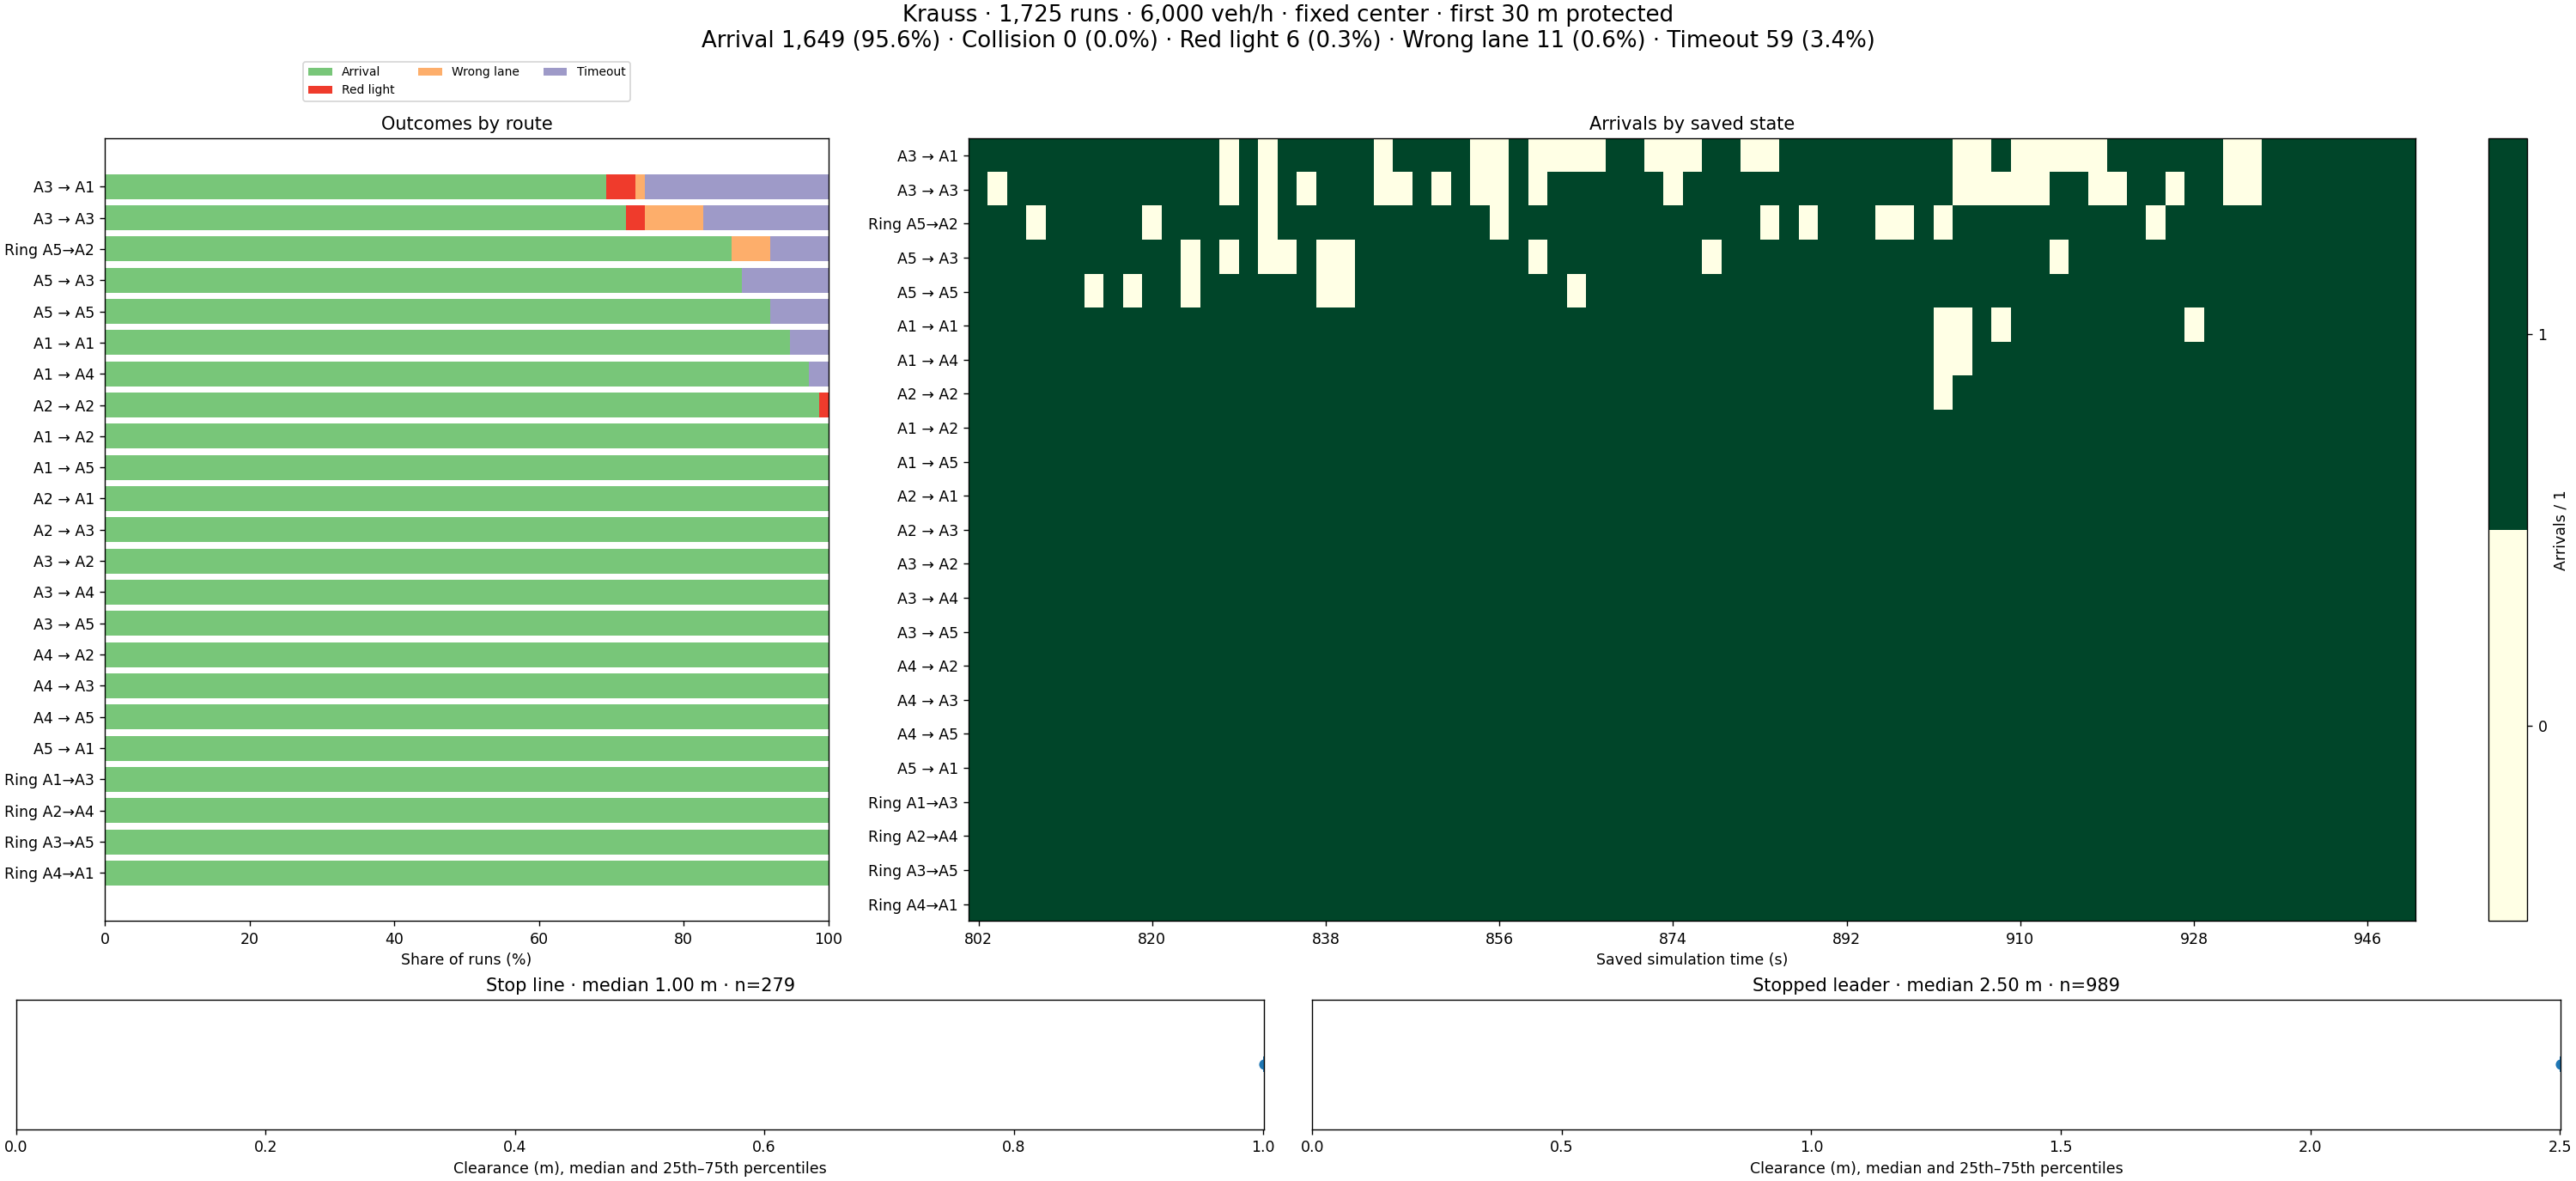 Krauss · 1,725 runs · 6,000 veh/h · fixed center · first 30 m protected
Arrival 1,649 (95.6%) · Collision 0 (0.0%) · Red light 6 (0.3%) · Wrong lane 11 (0.6%) · Timeout 59 (3.4%)
Arrival Wrong lane Timeout
Red light
Outcomes by route
A3 → A1
A3 → A3
Ring A5→A2
A5 → A3
A5 → A5
A1 → A1
A1 → A4
A2 → A2
A1 → A2
A1 → A5
A2 → A1
A2 → A3
A3 → A2
A3 → A4
A3 → A5
A4 → A2
A4 → A3
A4 → A5
A5 → A1
Ring A1→A3
Ring A2→A4
Ring A3→A5
Ring A4→A1
0 20 40 60 80 100
Share of runs (%)
Arrivals by saved state
A3 → A1
A3 → A3
Ring A5→A2
A5 → A3
A5 → A5
A1 → A1
A1 → A4
A2 → A2
A1 → A2
A1 → A5
A2 → A1
A2 → A3
A3 → A2
A3 → A4
A3 → A5
A4 → A2
A4 → A3
A4 → A5
A5 → A1
Ring A1→A3
Ring A2→A4
Ring A3→A5
Ring A4→A1
802 820 838 856 874 892 910 928 946
Saved simulation time (s)
1
0
Arrivals / 1
Stop line · median 1.00 m · n=279
0.0 0.2 0.4 0.6 0.8 1.0
Clearance (m), median and 25th–75th percentiles
Stopped leader · median 2.50 m · n=989
0.0 0.5 1.0 1.5 2.0 2.5
Clearance (m), median and 25th–75th percentiles